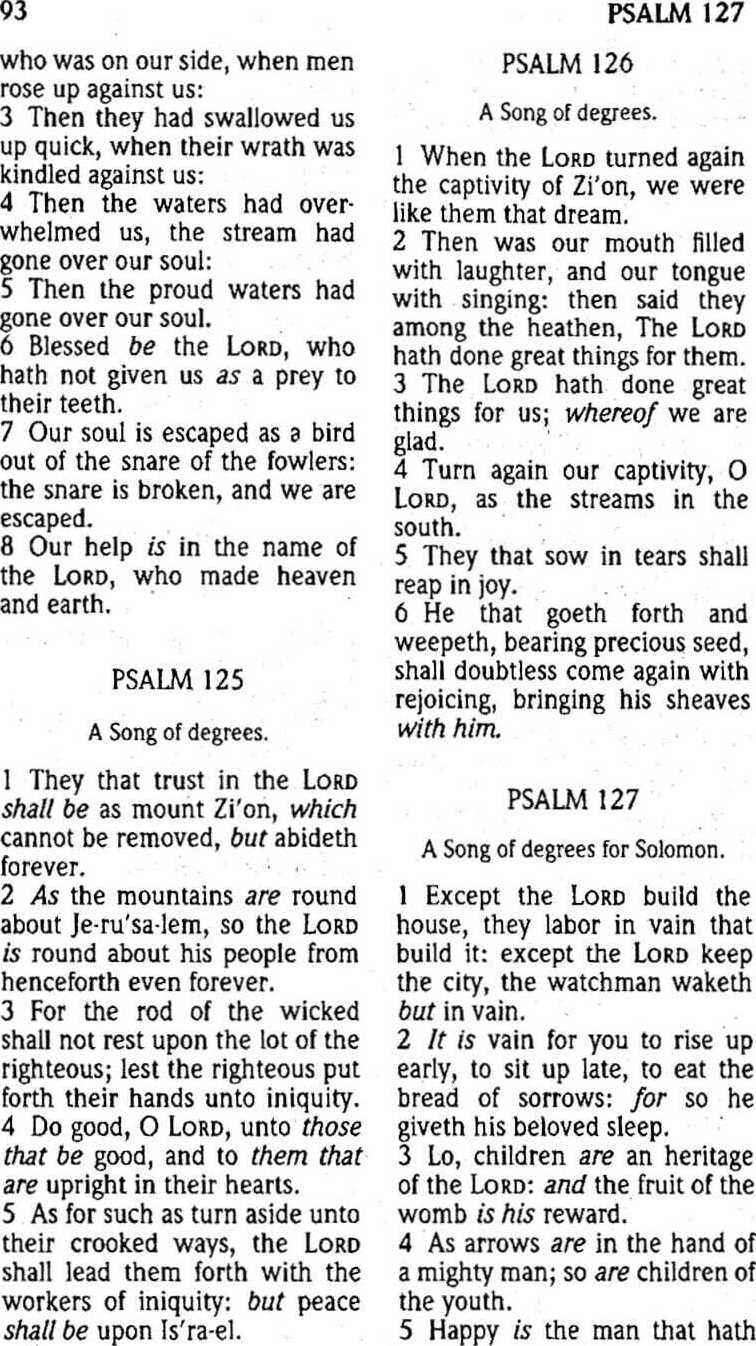 93
PSALM 127
who was on our side, when men
rose up against us:
3 Then they had swallowed us
up quick, when their wrath was
kindled against us:
4 Then the waters had over-
whelmed us, the stream had
gone over our soul:
5 Then the proud waters had
gone over our soul.
6 Blessed be the LORD, who
hath not given us as a prey to
their teeth.
7 Our soul is escaped as a bird
out of the snare of the fowlers:
the snare is broken, and we are
escaped.
8 Our help is in the name of
the LORD, who made heaven
and earth.
PSALM 125
A Song of degrees.
1 They that trust in the LORD
shall be as mount Zi'on, which
cannot be removed, but abideth
forever.
2 As the mountains are round
about Je-ru'sa-lem, so the LORD
is round about his people from
henceforth even forever.
3 For the rod of the wicked
shall not rest upon the lot of the
righteous; lest the righteous put
forth their hands unto iniquity.
4 Do good, O LORD, unto those
that be good, and to them that
are upright in their hearts.
5 As for such as turn aside unto
their crooked ways, the LORD
shall lead them forth with the
workers of iniquity: but peace
shall be upon Is'ra-el.
PSALM 126
A Song of degrees.
1 When the LORD turned again
the captivity of Zi'on, we were
like them that dream.
2 Then was our mouth filled
with laughter, and our tongue
with singing: then said they
among the heathen, The LORD
hath done great things for them.
3 The LORD hath done great
things for us; whereof we are
glad.
4 Turn again our captivity, O
LORD, as the streams in the
south.
5 They that sow in tears shall
reap in joy.
6 He that goeth forth and
weepeth, bearing precious seed,
shall doubtless come again with
rejoicing, bringing his sheaves
with him.
PSALM 127
A Song of degrees for Solomon.
1 Except the LORD build the
house, they labor in vain that
build it: except the LORD keep
the city, the watchman waketh
but in vain.
2 It is vain for you to rise up
early, to sit up late, to eat the
bread of sorrows: for so he
giveth his beloved sleep.
3 Lo, children are an heritage
of the LORD: and the fruit of the
womb is his reward.
4 As arrows are in the hand of
a mighty man; so are children of
the youth.
5 Happy is the man that hath